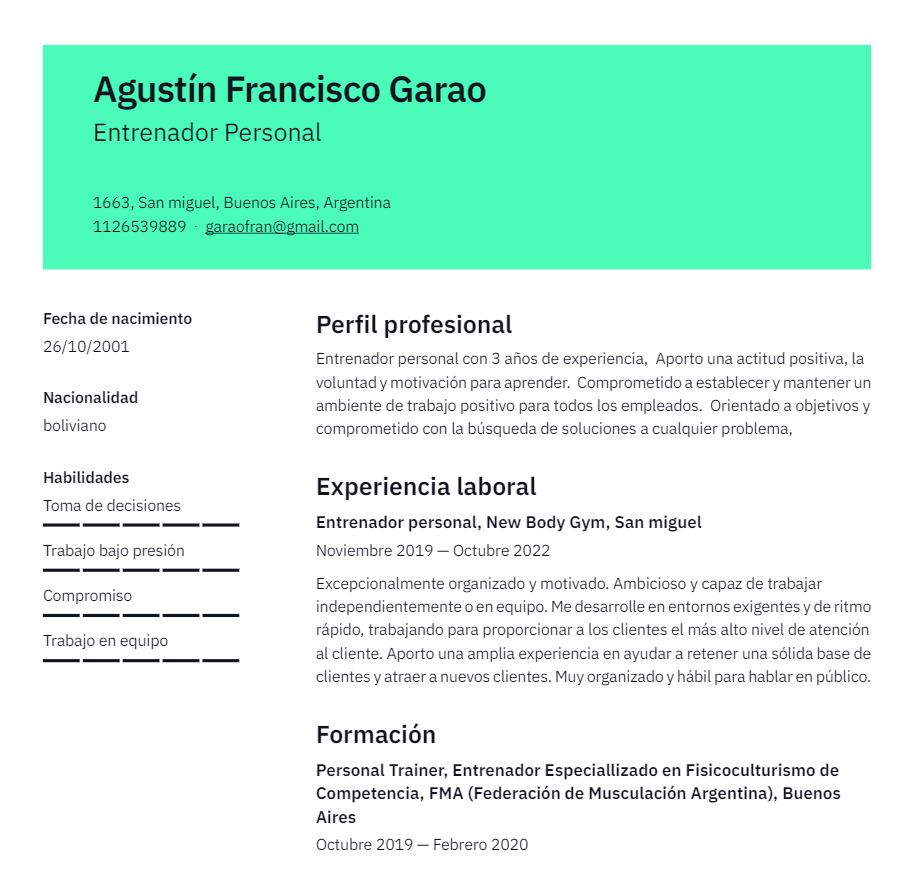 Agustín Francisco Garao
Entrenador Personal
1663, San miguel, Buenos Aires, Argentina
1126539889 · garaofran@gmail.com
Fecha de nacimiento
26/10/2001
Nacionalidad
boliviano
Habilidades
Toma de decisiones
Trabajo bajo presión
Compromiso
Trabajo en equipo
Perfil profesional
Entrenador personal con 3 años de experiencia,  Aporto una actitud positiva, la
voluntad y motivación para aprender.  Comprometido a establecer y mantener un
ambiente de trabajo positivo para todos los empleados.  Orientado a objetivos y
comprometido con la búsqueda de soluciones a cualquier problema,
Experiencia laboral
Entrenador personal, New Body Gym, San miguel
Noviembre 2019 — Octubre 2022
Excepcionalmente organizado y motivado. Ambicioso y capaz de trabajar
independientemente o en equipo. Me desarrolle en entornos exigentes y de ritmo
rápido, trabajando para proporcionar a los clientes el más alto nivel de atención
al cliente. Aporto una amplia experiencia en ayudar a retener una sólida base de
clientes y atraer a nuevos clientes. Muy organizado y hábil para hablar en público.
Formación
Personal Trainer, Entrenador Especiallizado en Fisicoculturismo de
Competencia, FMA (Federación de Musculación Argentina), Buenos
Aires
Octubre 2019 — Febrero 2020